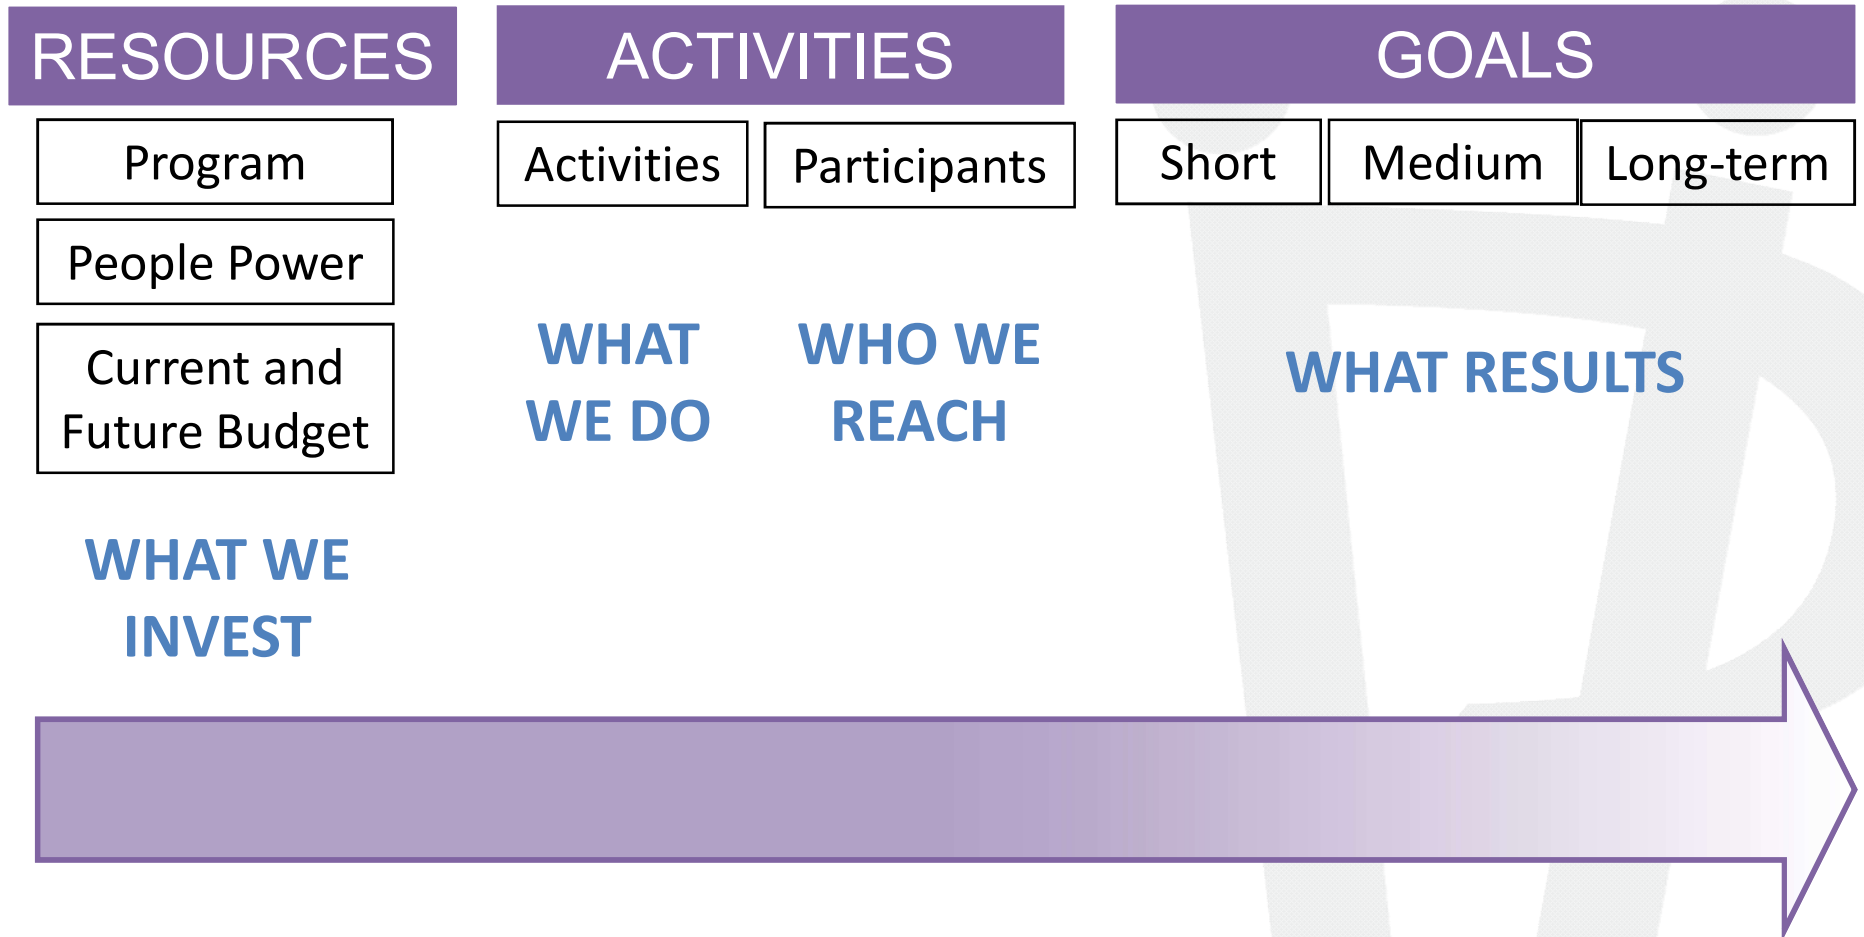 RESOURCES
ACTIVITIES
GOALS
Program
People Power
Current and
Future Budget
WHAT WE
INVEST
Activities
Participants
WHAT
WE DO
WHO WE
REACH
Short
Medium
Long-term
WHAT RESULTS